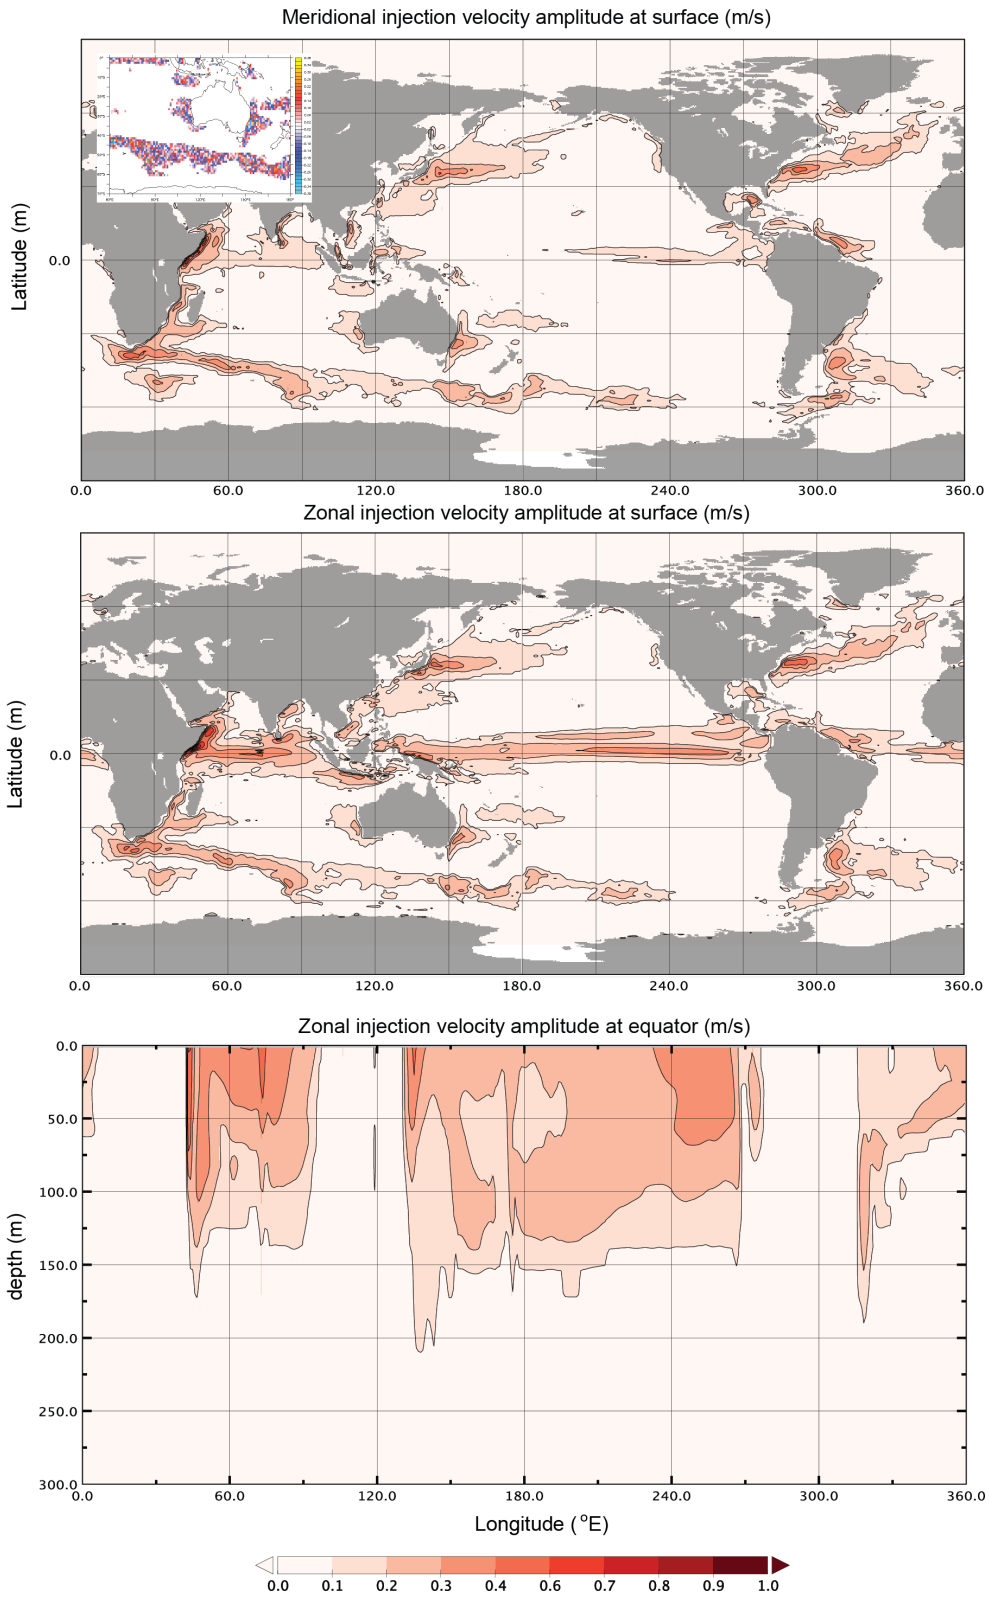 Meridional injection velocity amplitude at surface (m/s)
Latitude (m)
0.0
0.0 60.0 120.0 180.0 240.0 300.0 360.0
Zonal injection velocity amplitude at surface (m/s)
Latitude (m)
0.0
0.0 60.0 120.0 180.0 240.0 300.0 360.0
Zonal injection velocity amplitude at equator (m/s)
depth (m)
0.0
50.0
100.0
150.0
200.0
250.0
300.0
0.0 60.0 120.0 180.0 240.0 300.0 360.0
Longitude (°E)
0.0 0.1 0.2 0.3 0.4 0.6 0.7 0.8 0.9 1.0